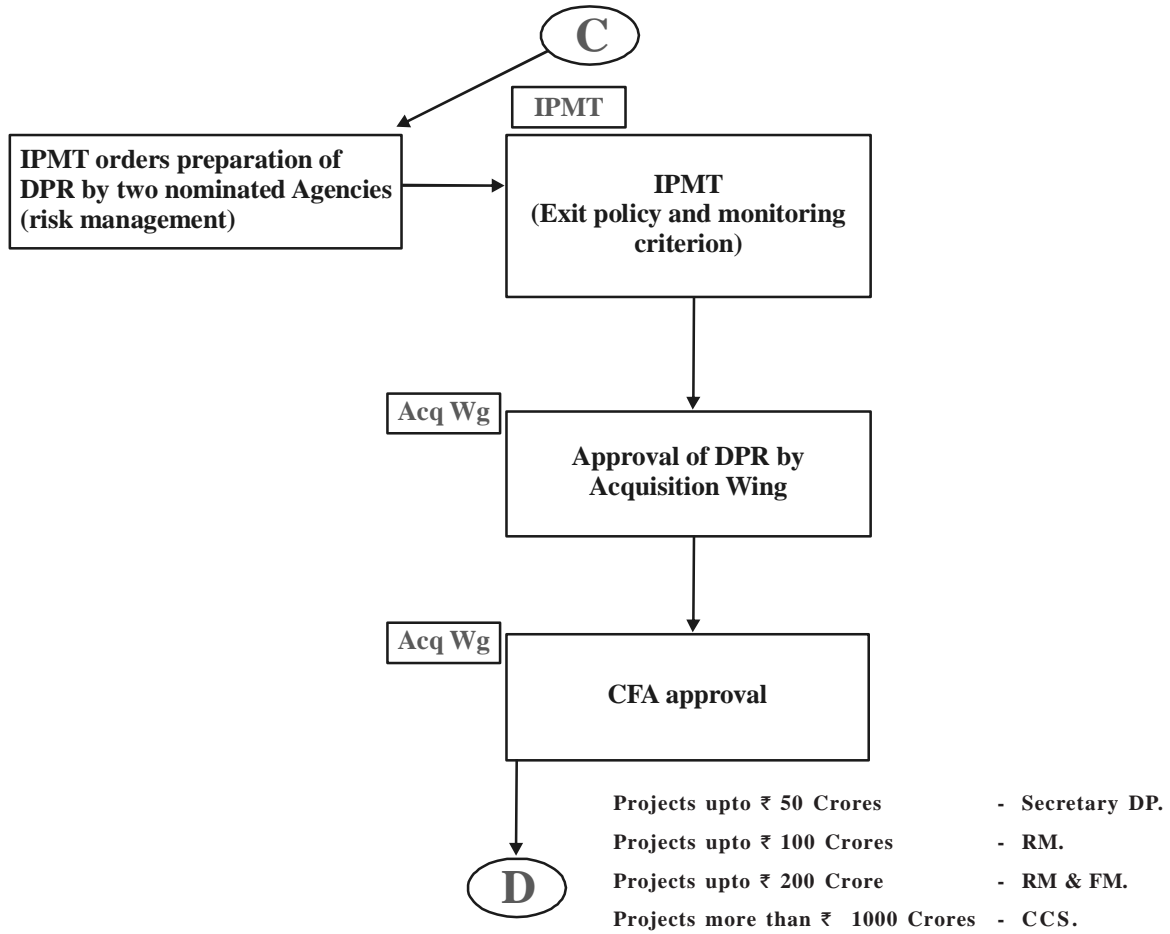 C
IPMT
IPMT orders preparation of
DPR by two nominated Agencies
(risk management)
IPMT
(Exit policy and monitoring
criterion)
Acq Wg
Approval of DPR by
Acquisition Wing
Acq Wg
CFA approval
Projects upto ₹ 50 Crores - Secretary DP.
Projects upto ₹ 100 Crores - RM.
Projects upto ₹ 200 Crore - RM & FM.
Projects more than ₹ 1000 Crores - CCS.
D